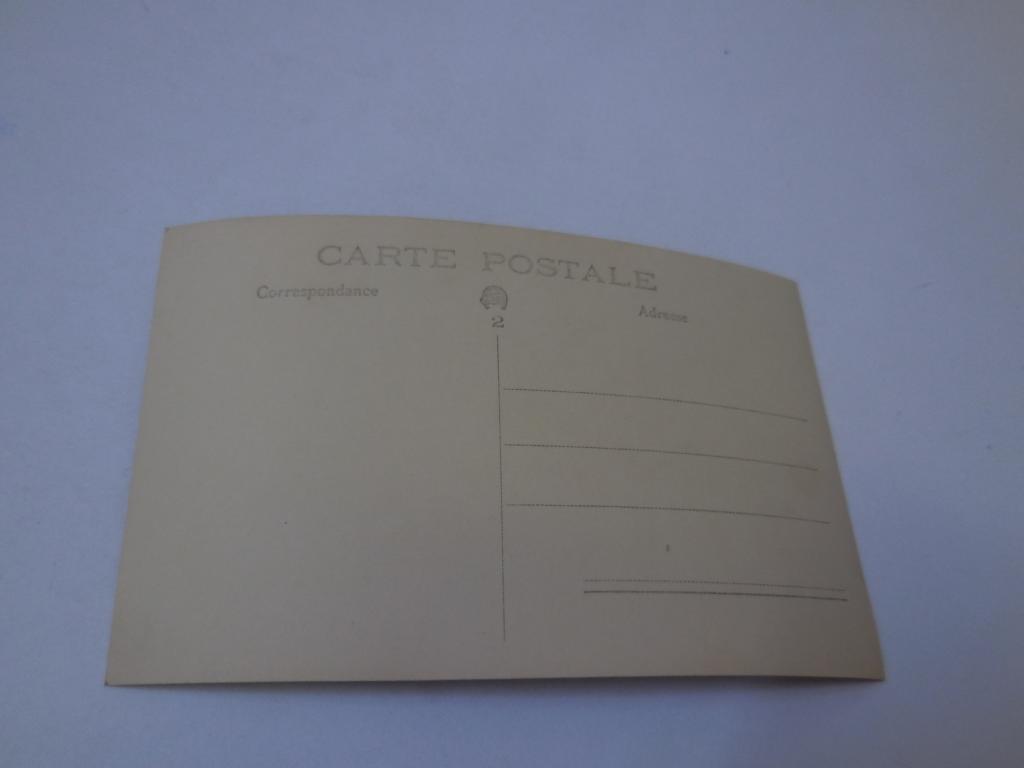 CARTE POSTALE
Correspondance
Adresse
2